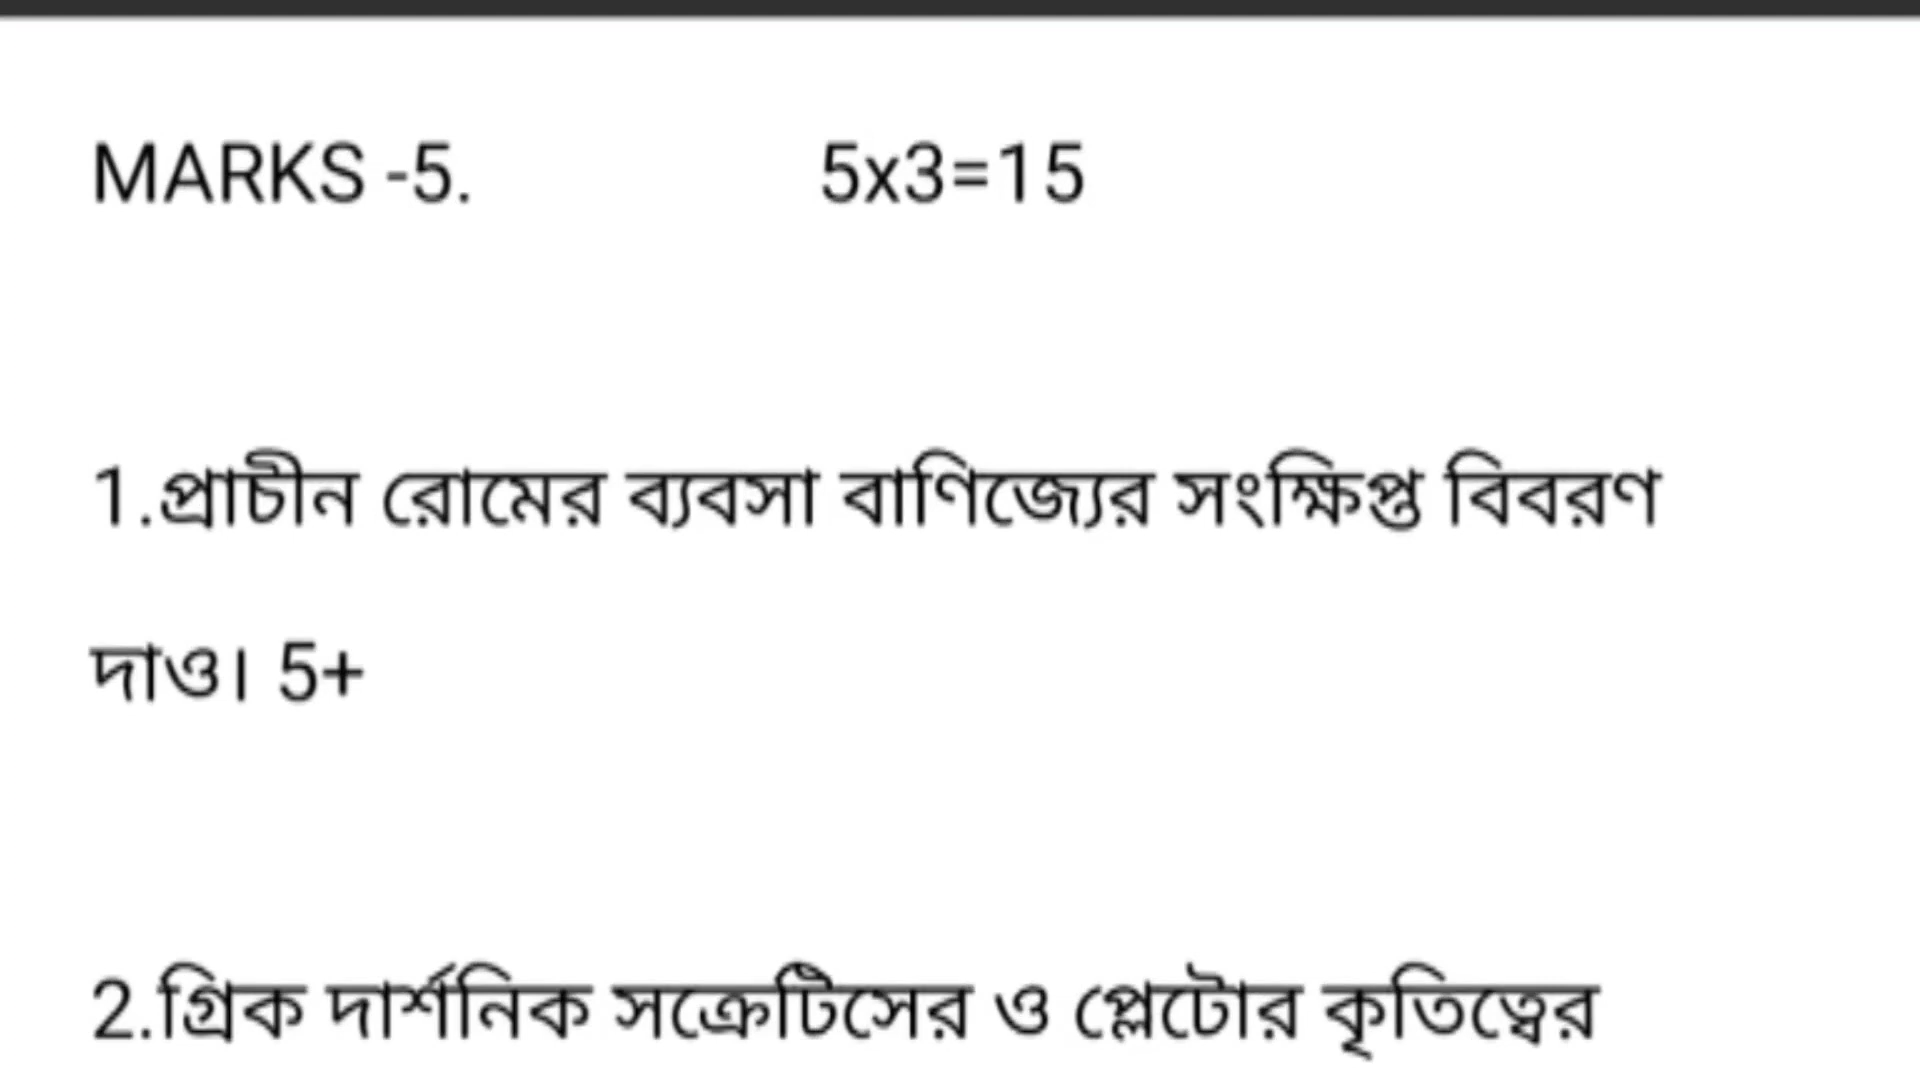 MARKS -5. 5x3=15
1.প্রাচীন রোমের ব্যবসা বাণিজ্যের সংক্ষিপ্ত বিবরণ
দাও। 5+
2.গ্রিক দার্শনিক সক্রেটিসের ও প্লেটোর কৃতিত্বের